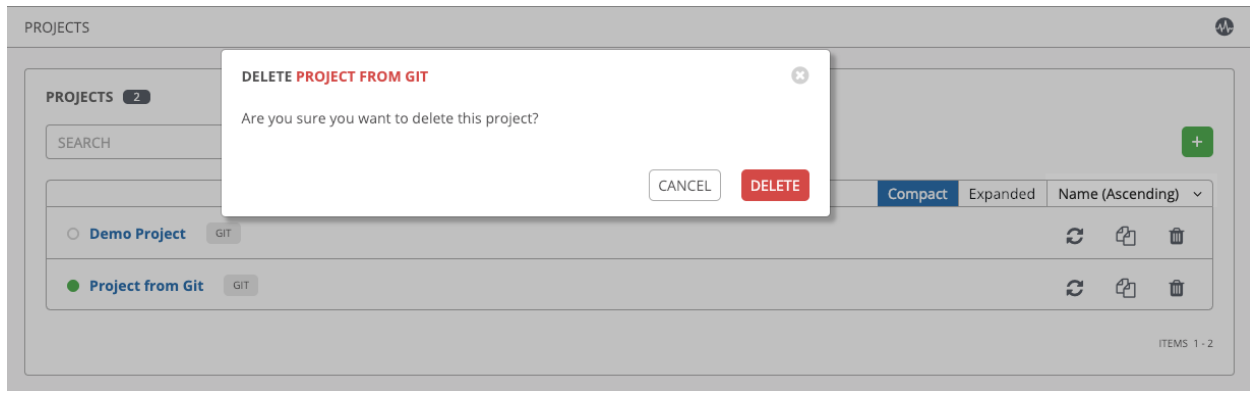 PROJECTS
DELETE PROJECT FROM GIT
Are you sure you want to delete this project?
CANCEL DELETE
PROJECTS 2
SEARCH
+
Compact Expanded Name (Ascending)
Demo Project GIT
Project from Git GIT
ITEMS 1 - 2